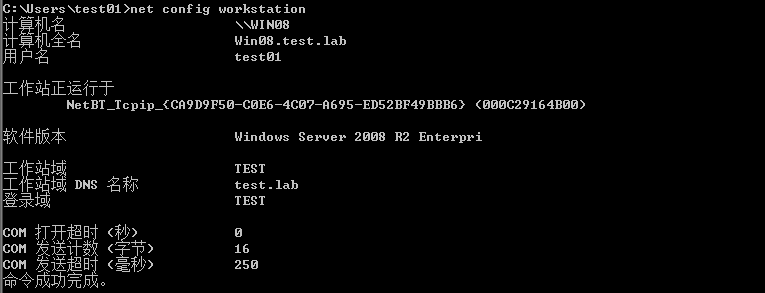 C:\Users\test01>net config workstation
计算机名 \\WIN08
计算机全名 Win08.test.lab
用户名 test01
工作站正运行于
NetBT_Tcpip_{CA9D9F50-C0E6-4C07-A695-ED52BF49BBB6} (000C29164B00)
软件版本 Windows Server 2008 R2 Enterpri
工作站域 TEST
工作站域 DNS 名称 test.lab
登录域 TEST
COM 打开超时 (秒) 0
COM 发送计数 (字节) 16
COM 发送超时 (毫秒) 250
命令成功完成。